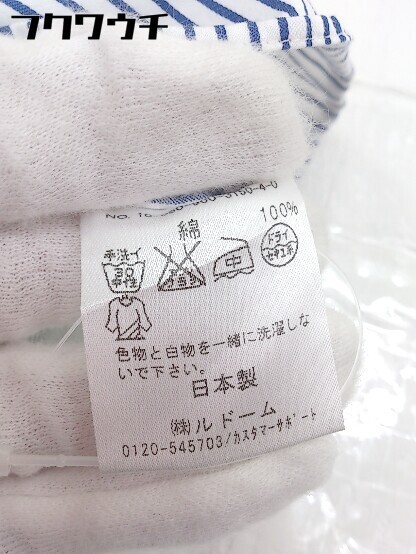 フクワウチ
綿 100%
手洗イ 30 中性
中
ドライ セキユ系
色物と白物を一緒に洗濯しな
いで下さい。
日本製
(株) ルドーム
0120-545703/カスタマーサポート